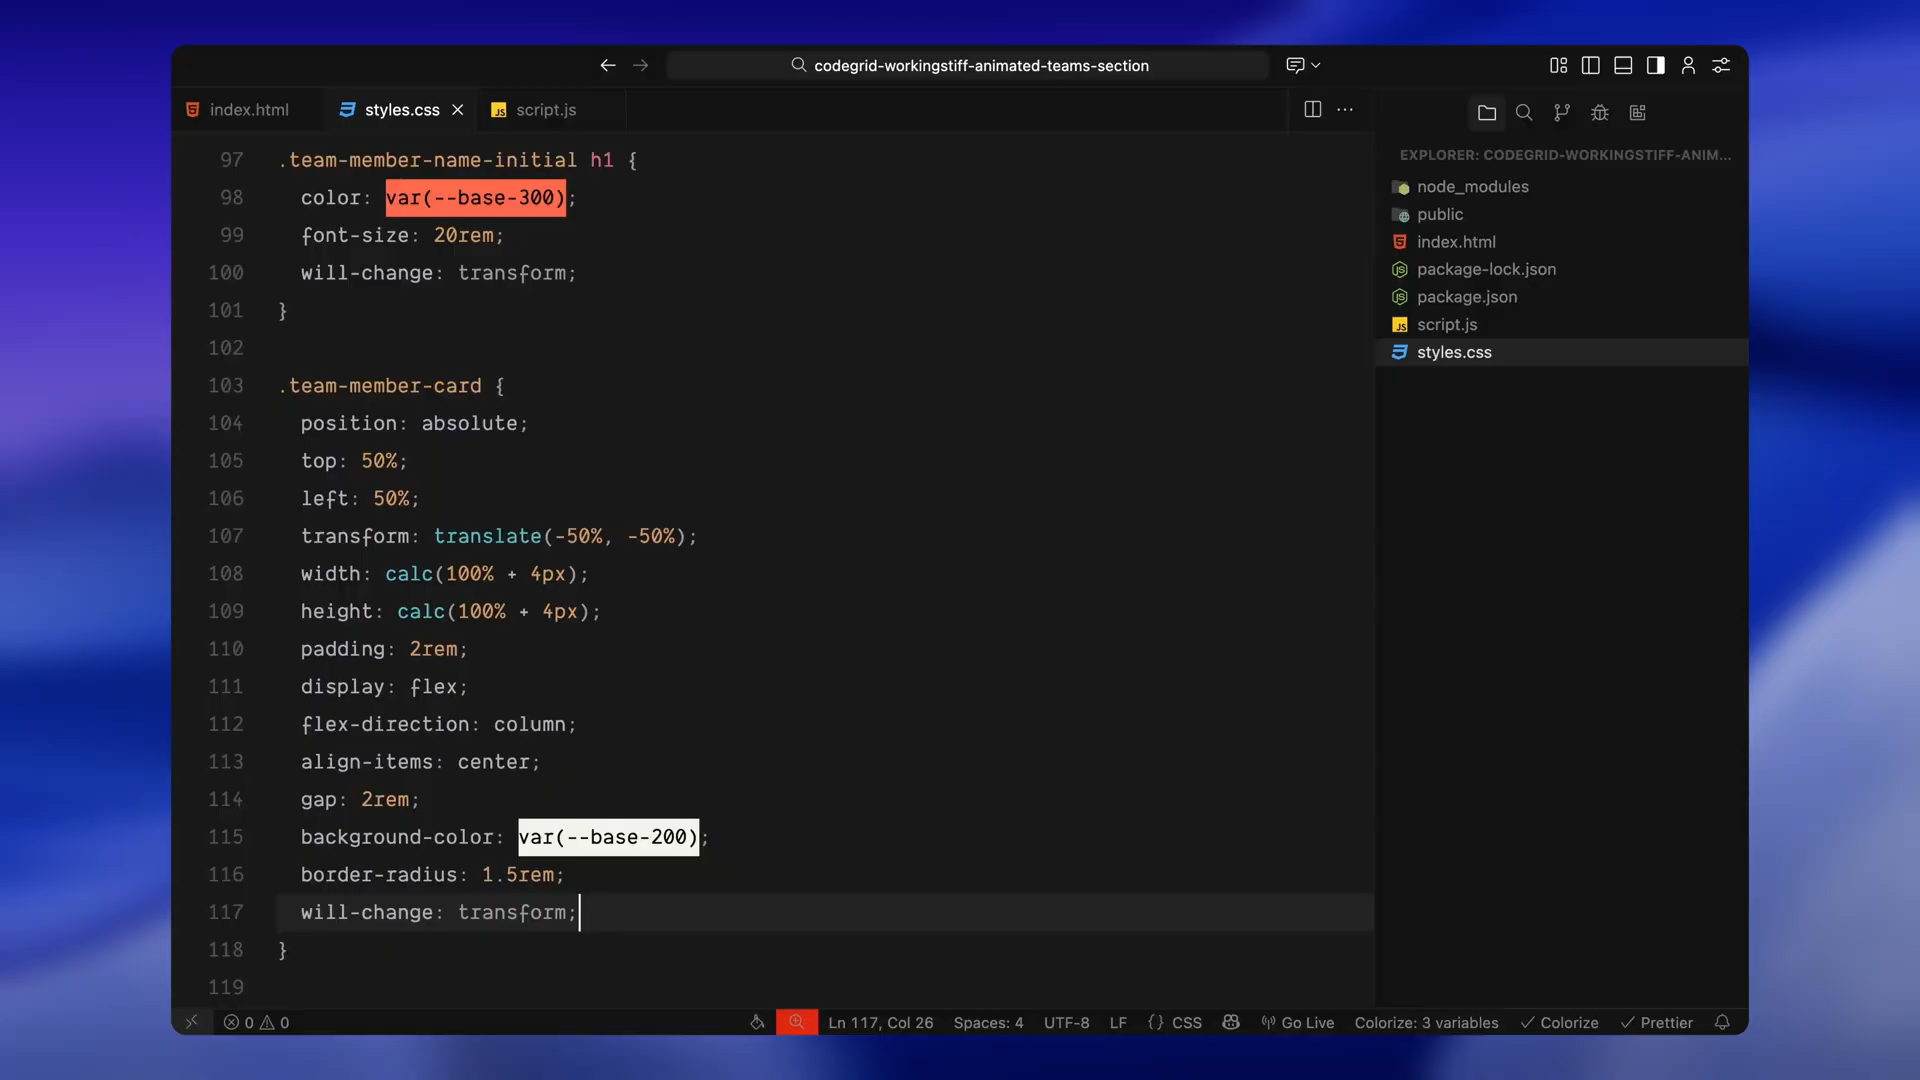 codegrid-workingstiff-animated-teams-section
index.html
styles.css
script.js
EXPLORER: CODEGRID-WORKINGSTIFF-ANIM...
node_modules
public
index.html
package-lock.json
package.json
script.js
styles.css
97 .team-member-name-initial h1 {
98 color: var(--base-300);
99 font-size: 20rem;
100 will-change: transform;
101 }
102
103 .team-member-card {
104 position: absolute;
105 top: 50%;
106 left: 50%;
107 transform: translate(-50%, -50%);
108 width: calc(100% + 4px);
109 height: calc(100% + 4px);
110 padding: 2rem;
111 display: flex;
112 flex-direction: column;
113 align-items: center;
114 gap: 2rem;
115 background-color: var(--base-200);
116 border-radius: 1.5rem;
117 will-change: transform;
118 }
119
0 0 Ln 117, Col 26 Spaces: 4 UTF-8 LF {} CSS Go Live Colorize: 3 variables Colorize Prettier